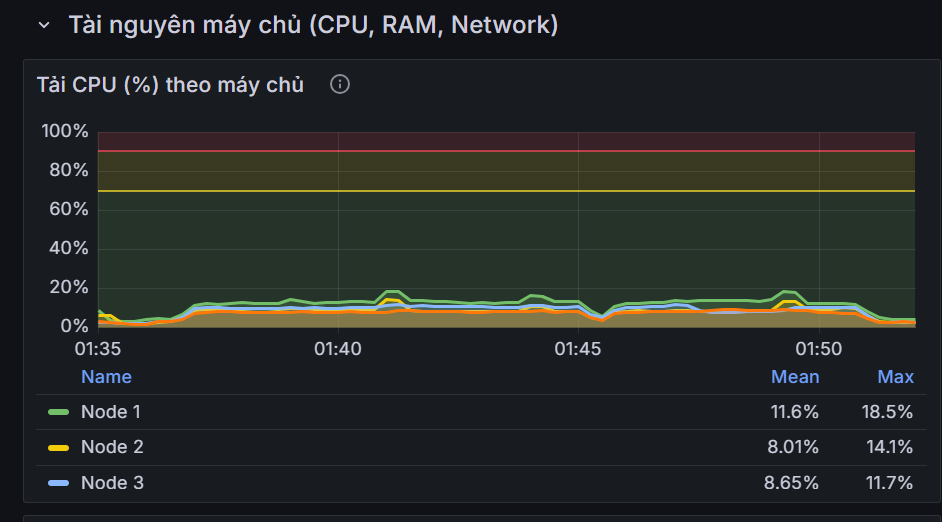 Tài nguyên máy chủ (CPU, RAM, Network)
Tải CPU (%) theo máy chủ
100%
80%
60%
40%
20%
0%
01:35 01:40 01:45 01:50
Name Mean Max
Node 1 11.6% 18.5%
Node 2 8.01% 14.1%
Node 3 8.65% 11.7%